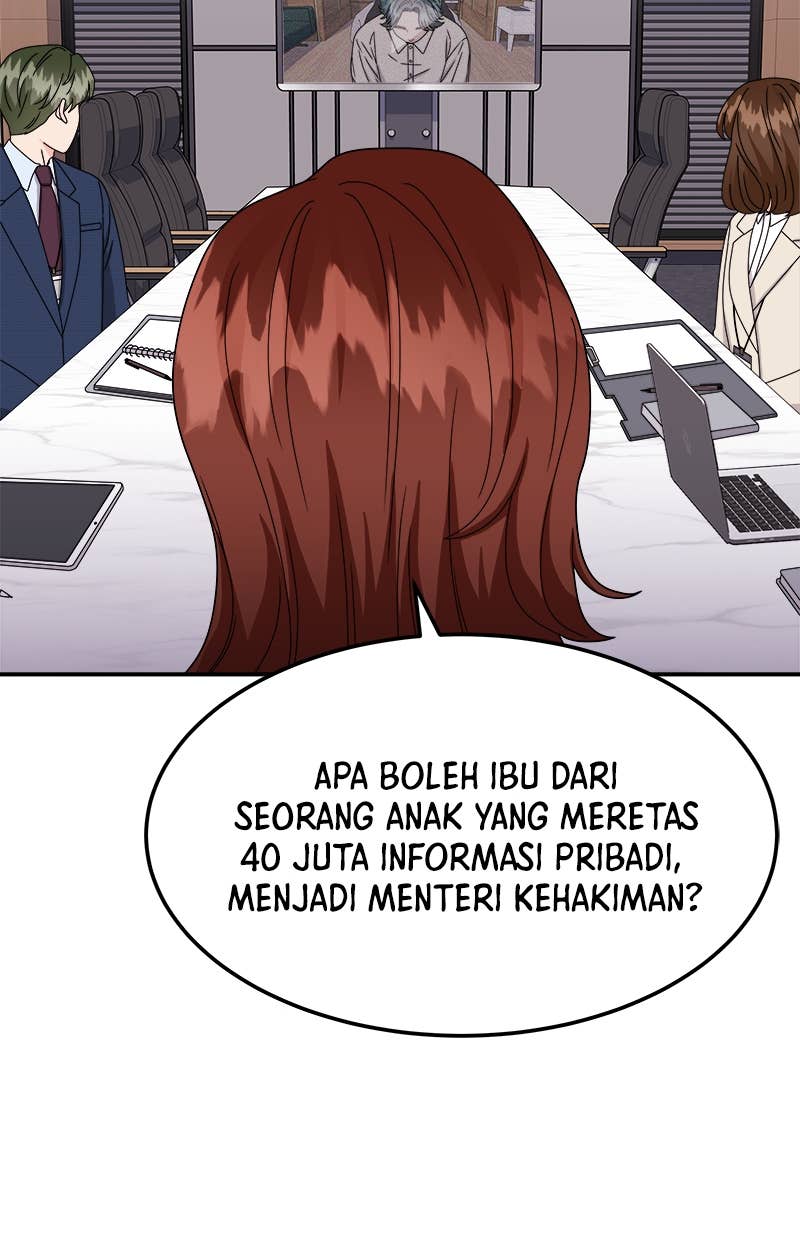 APA BOLEH IBU DARI
SEORANG ANAK YANG MERETAS
40 JUTA INFORMASI PRIBADI,
MENJADI MENTERI KEHAKIMAN?